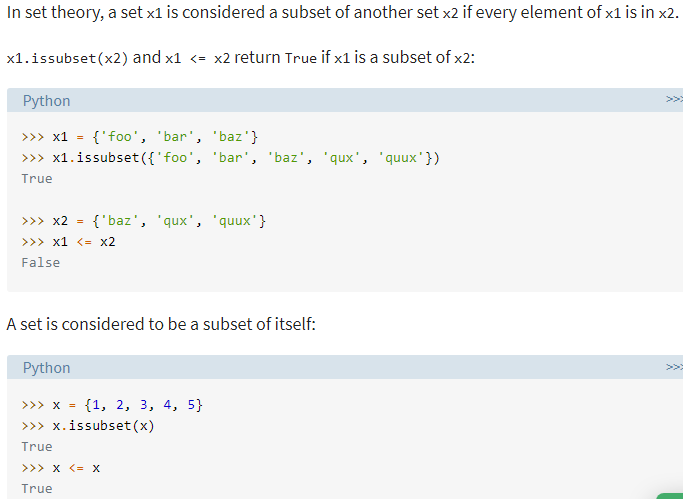 In set theory, a set x1 is considered a subset of another set x2 if every element of x1 is in x2.
x1.issubset(x2) and x1 <= x2 return True if x1 is a subset of x2:
Python >>>
>>> x1 = {'foo', 'bar', 'baz'}
>>> x1.issubset({'foo', 'bar', 'baz', 'qux', 'quux'})
True
>>> x2 = {'baz', 'qux', 'quux'}
>>> x1 <= x2
False
A set is considered to be a subset of itself:
Python >>>
>>> x = {1, 2, 3, 4, 5}
>>> x.issubset(x)
True
>>> x <= x
True